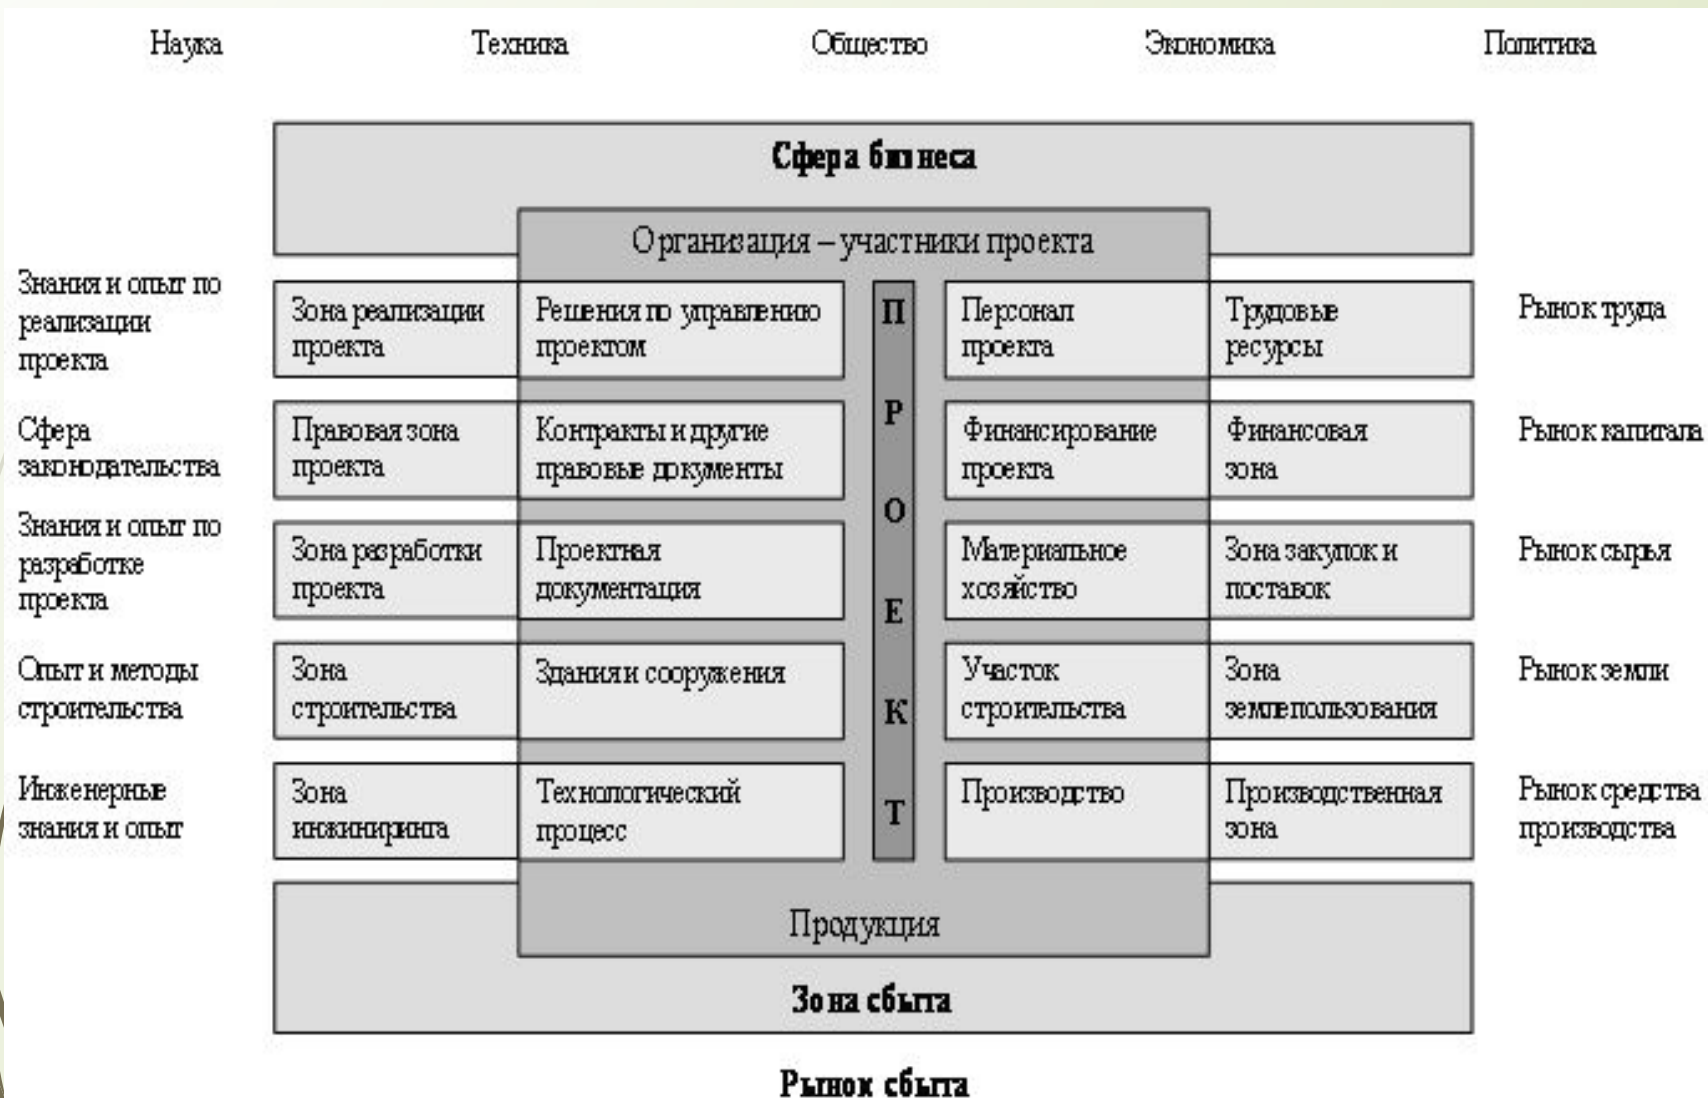 Наука Техника Общество Экономика Политика
Сфера бизнеса
Организация – участники проекта
Знания и опыт по
реализации
проекта
Зона реализации
проекта
Решения по управлению
проектом
Персонал
проекта
Трудовые
ресурсы
Рынок труда
Сфера
законодательства
Правовая зона
проекта
Контракты и другие
правовые документы
Финансирование
проекта
Финансовая
зона
Рынок капитала
Знания и опыт по
разработке
проекта
Зона разработки
проекта
Проектная
документация
Материальное
хозяйство
Зона закупок и
поставок
Рынок сырья
Опыт и методы
строительства
Зона
строительства
Здания и сооружения
Участок
строительства
Зона
землепользования
Рынок земли
Инженерные
знания и опыт
Зона
инжиниринга
Технологический
процесс
Производство
Производственная
зона
Рынок средства
производства
П
Р
О
Е
К
Т
Продукция
Зона сбыта
Рынок сбыта